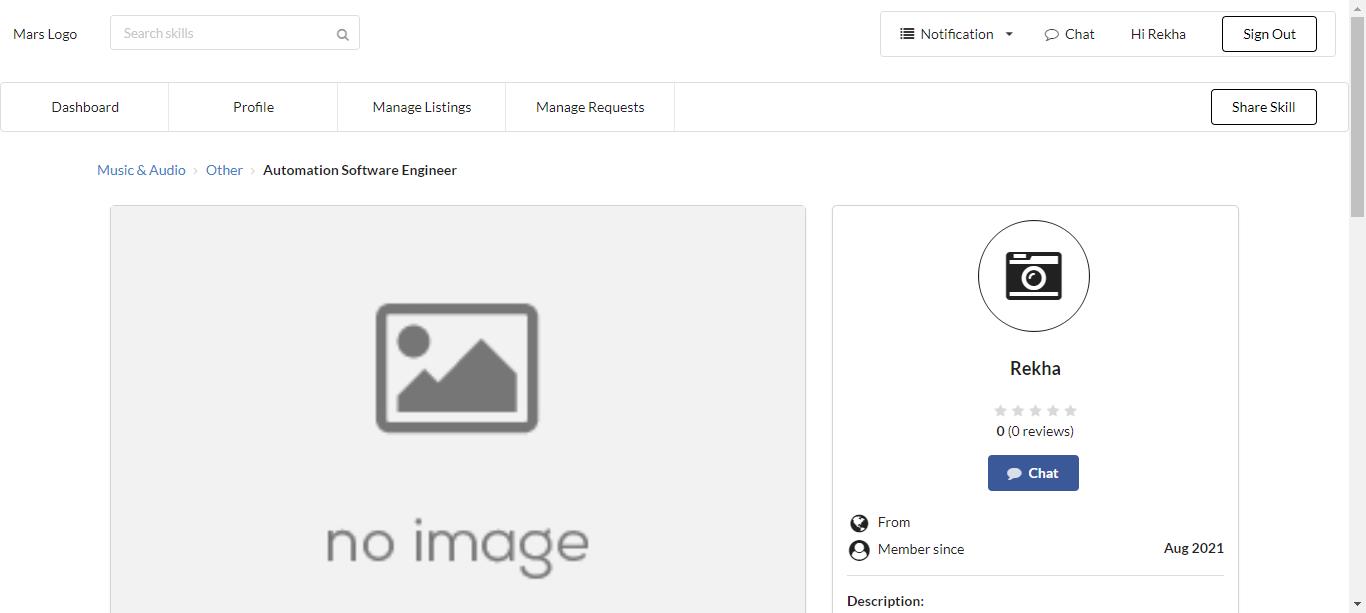 Mars Logo
Search skills
Notification
Chat
Hi Rekha
Sign Out
Dashboard
Profile
Manage Listings
Manage Requests
Share Skill
Music & Audio › Other › Automation Software Engineer
no image
Rekha
0 (0 reviews)
Chat
From
Member since Aug 2021
Description: